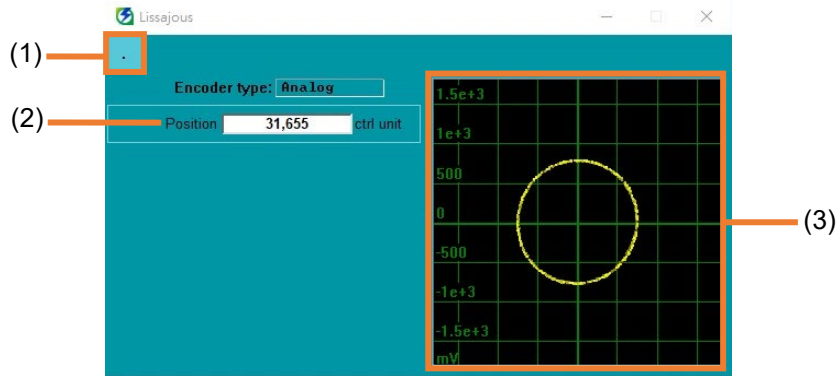 Lissajous
(1)
.
Encoder type: Analog
(2)
Position 31,655 ctrl unit
1.5e+3
1e+3
500
0
-500
-1e+3
-1.5e+3
mV
(3)